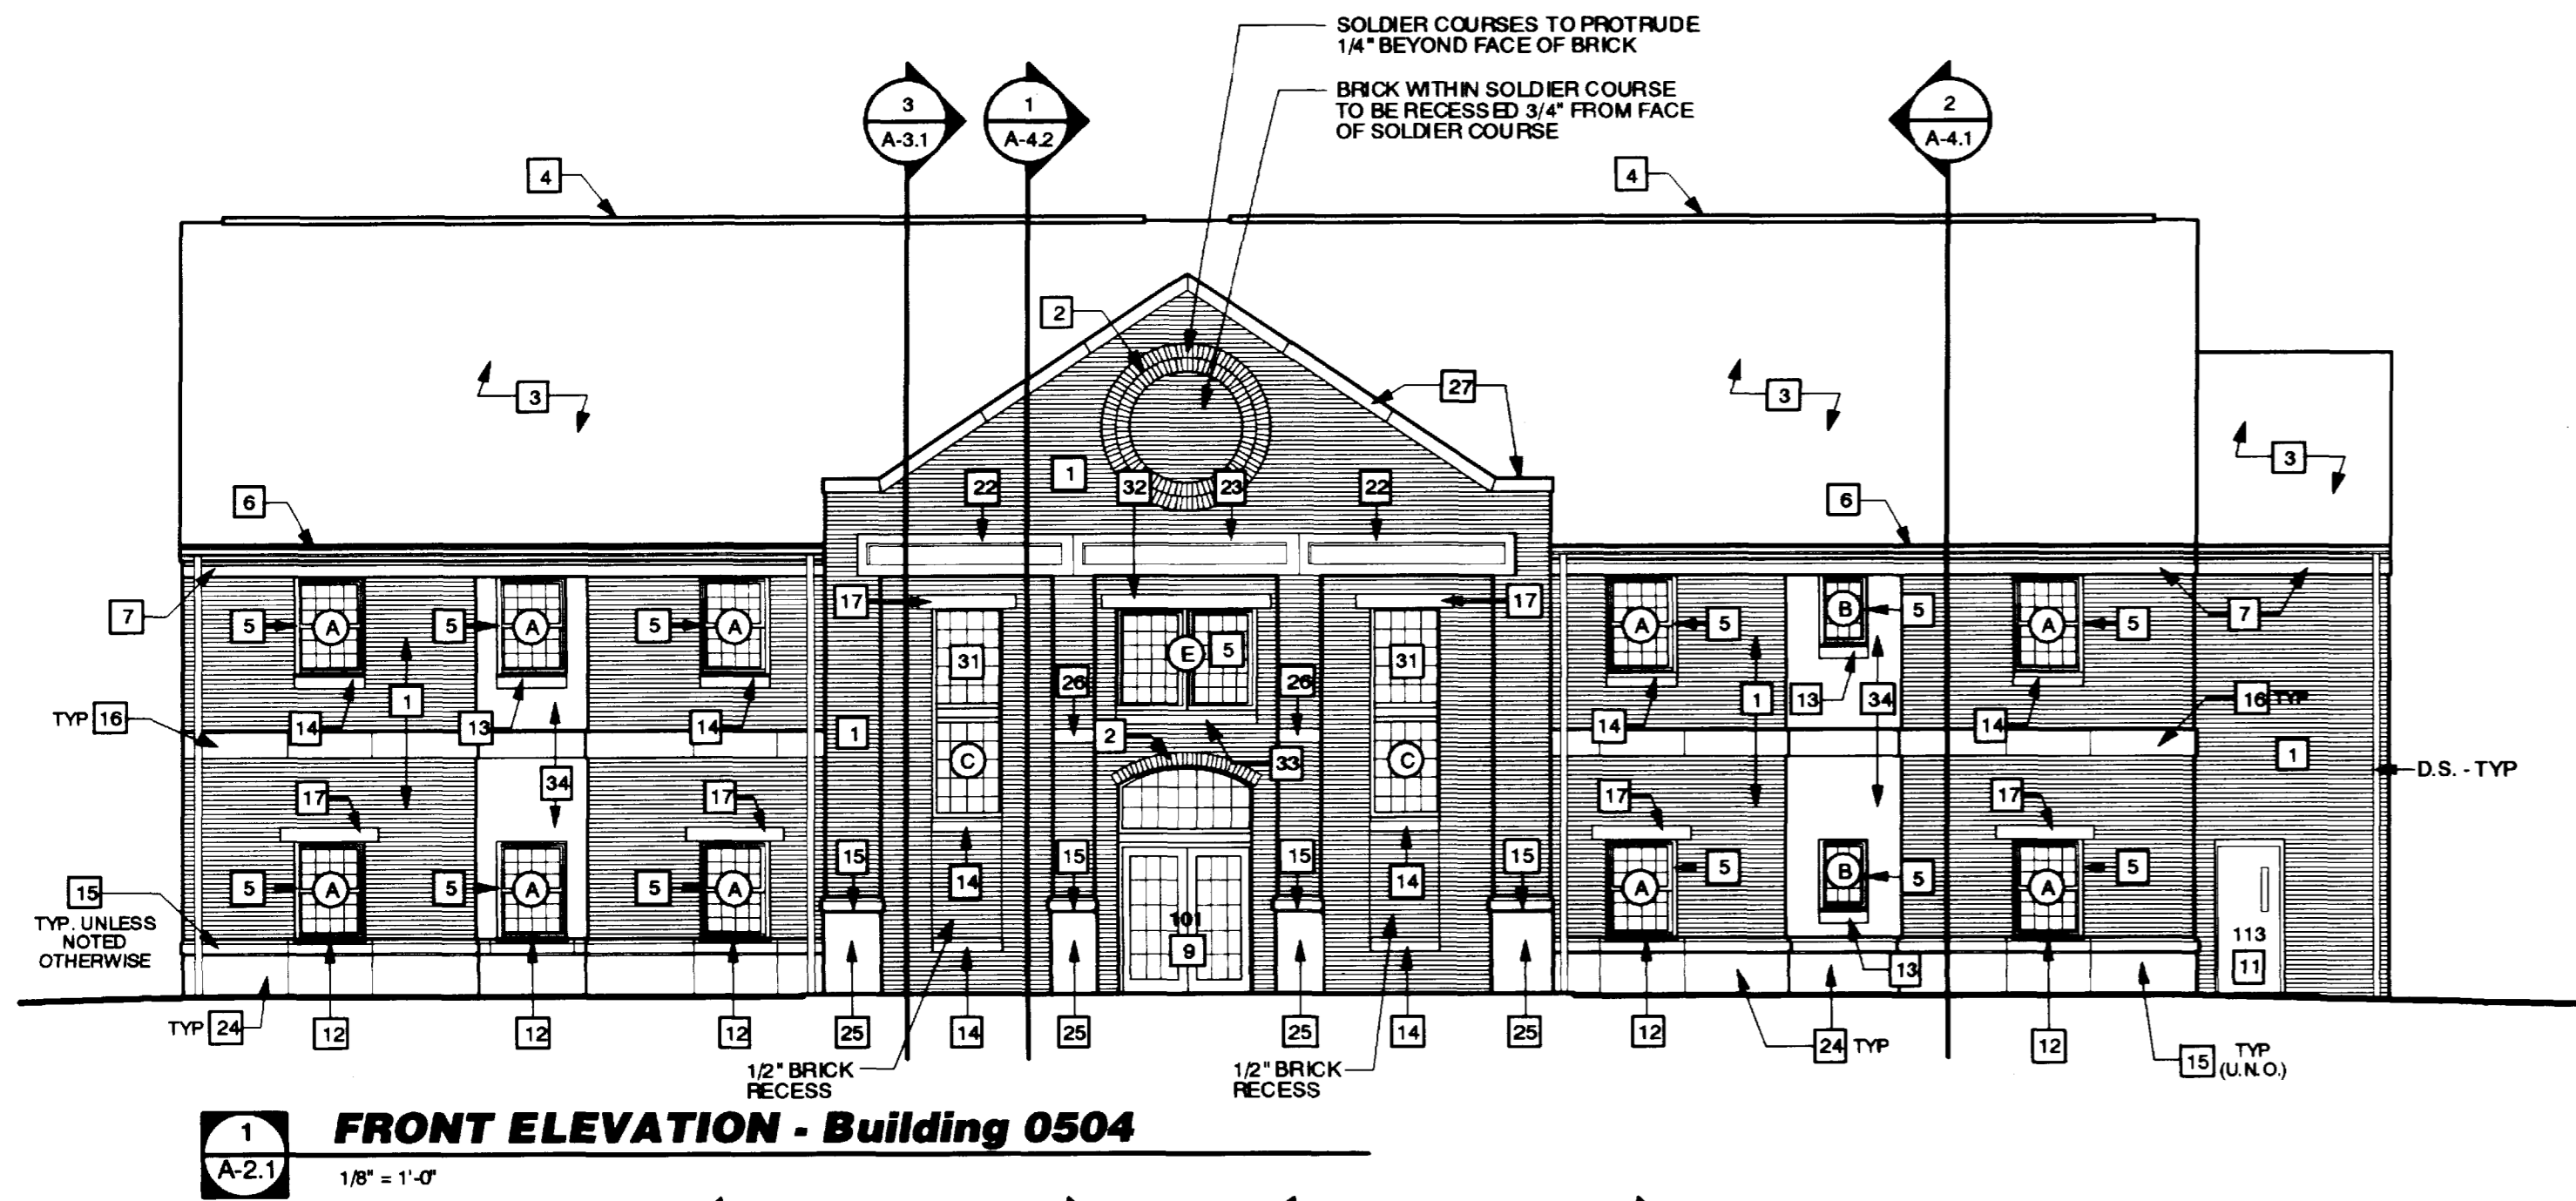 SOLDIER COURSES TO PROTRUDE
1/4" BEYOND FACE OF BRICK
BRICK WITHIN SOLDIER COURSE
TO BE RECESSED 3/4" FROM FACE
OF SOLDIER COURSE
3
A-3.1
1
A-4.2
2
A-4.1
4
4
2
3
27
3
3
1
22
32
23
22
6
6
17
17
7
5
A
5
A
5
A
31
E
5
31
A
5
B
5
A
5
7
1
26
26
1
13
34
TYP 16
14
13
14
1
2
C
33
C
14
14
16 TYP
1
D.S. - TYP
34
17
17
17
17
15
15
15
15
15
TYP. UNLESS
NOTED
OTHERWISE
5
A
5
A
5
A
14
14
A
5
B
5
A
5
101
9
113
11
13
TYP 24
12
12
12
25
14
25
25
14
25
12
24 TYP
12
15 TYP
(U.N.O.)
1/2" BRICK
RECESS
1/2" BRICK
RECESS
1
A-2.1
FRONT ELEVATION - Building 0504
1/8" = 1'-0"